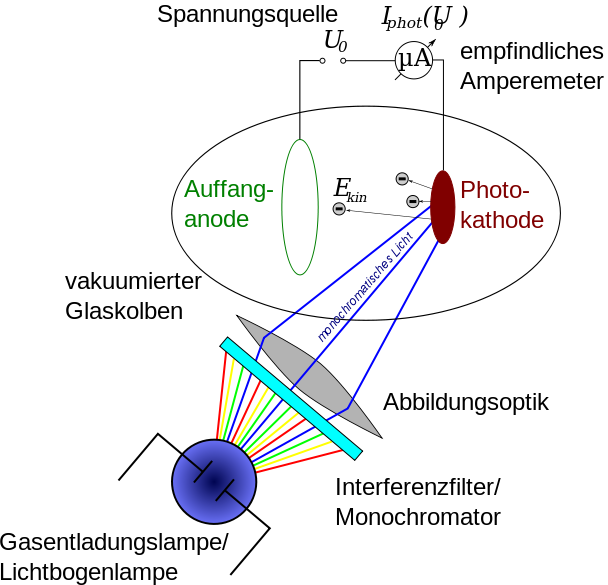 Spannungsquelle
I_phot(U_0)
U_0
μA
empfindliches
Amperemeter
E_kin
Auffang-
anode
Photo-
kathode
monochromatisches Licht
vakuumierter
Glaskolben
Abbildungsoptik
Interferenzfilter/
Monochromator
Gasentladungslampe/
Lichtbogenlampe